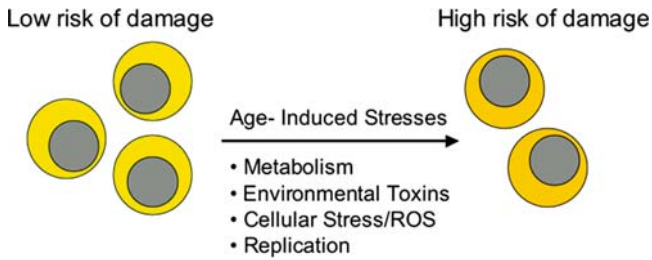 Low risk of damage
High risk of damage
Age- Induced Stresses
• Metabolism
• Environmental Toxins
• Cellular Stress/ROS
• Replication